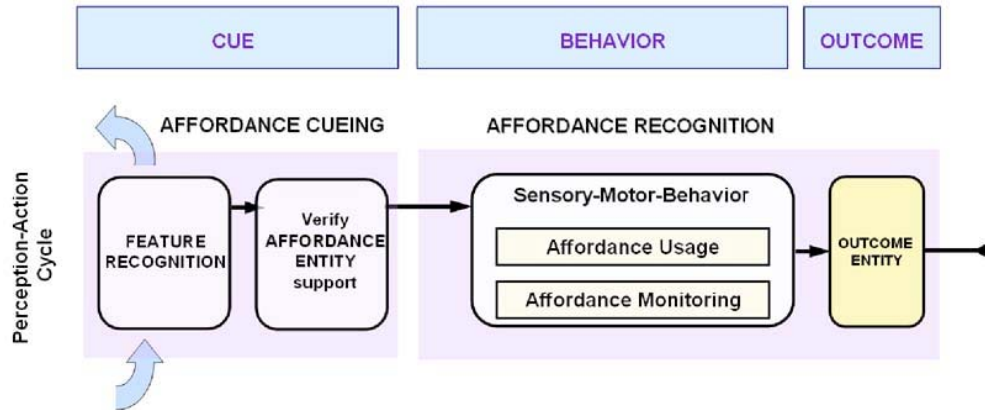 CUE
BEHAVIOR
OUTCOME
AFFORDANCE CUEING
AFFORDANCE RECOGNITION
Perception-Action
Cycle
FEATURE
RECOGNITION
Verify
AFFORDANCE
ENTITY
support
Sensory-Motor-Behavior
Affordance Usage
Affordance Monitoring
OUTCOME
ENTITY